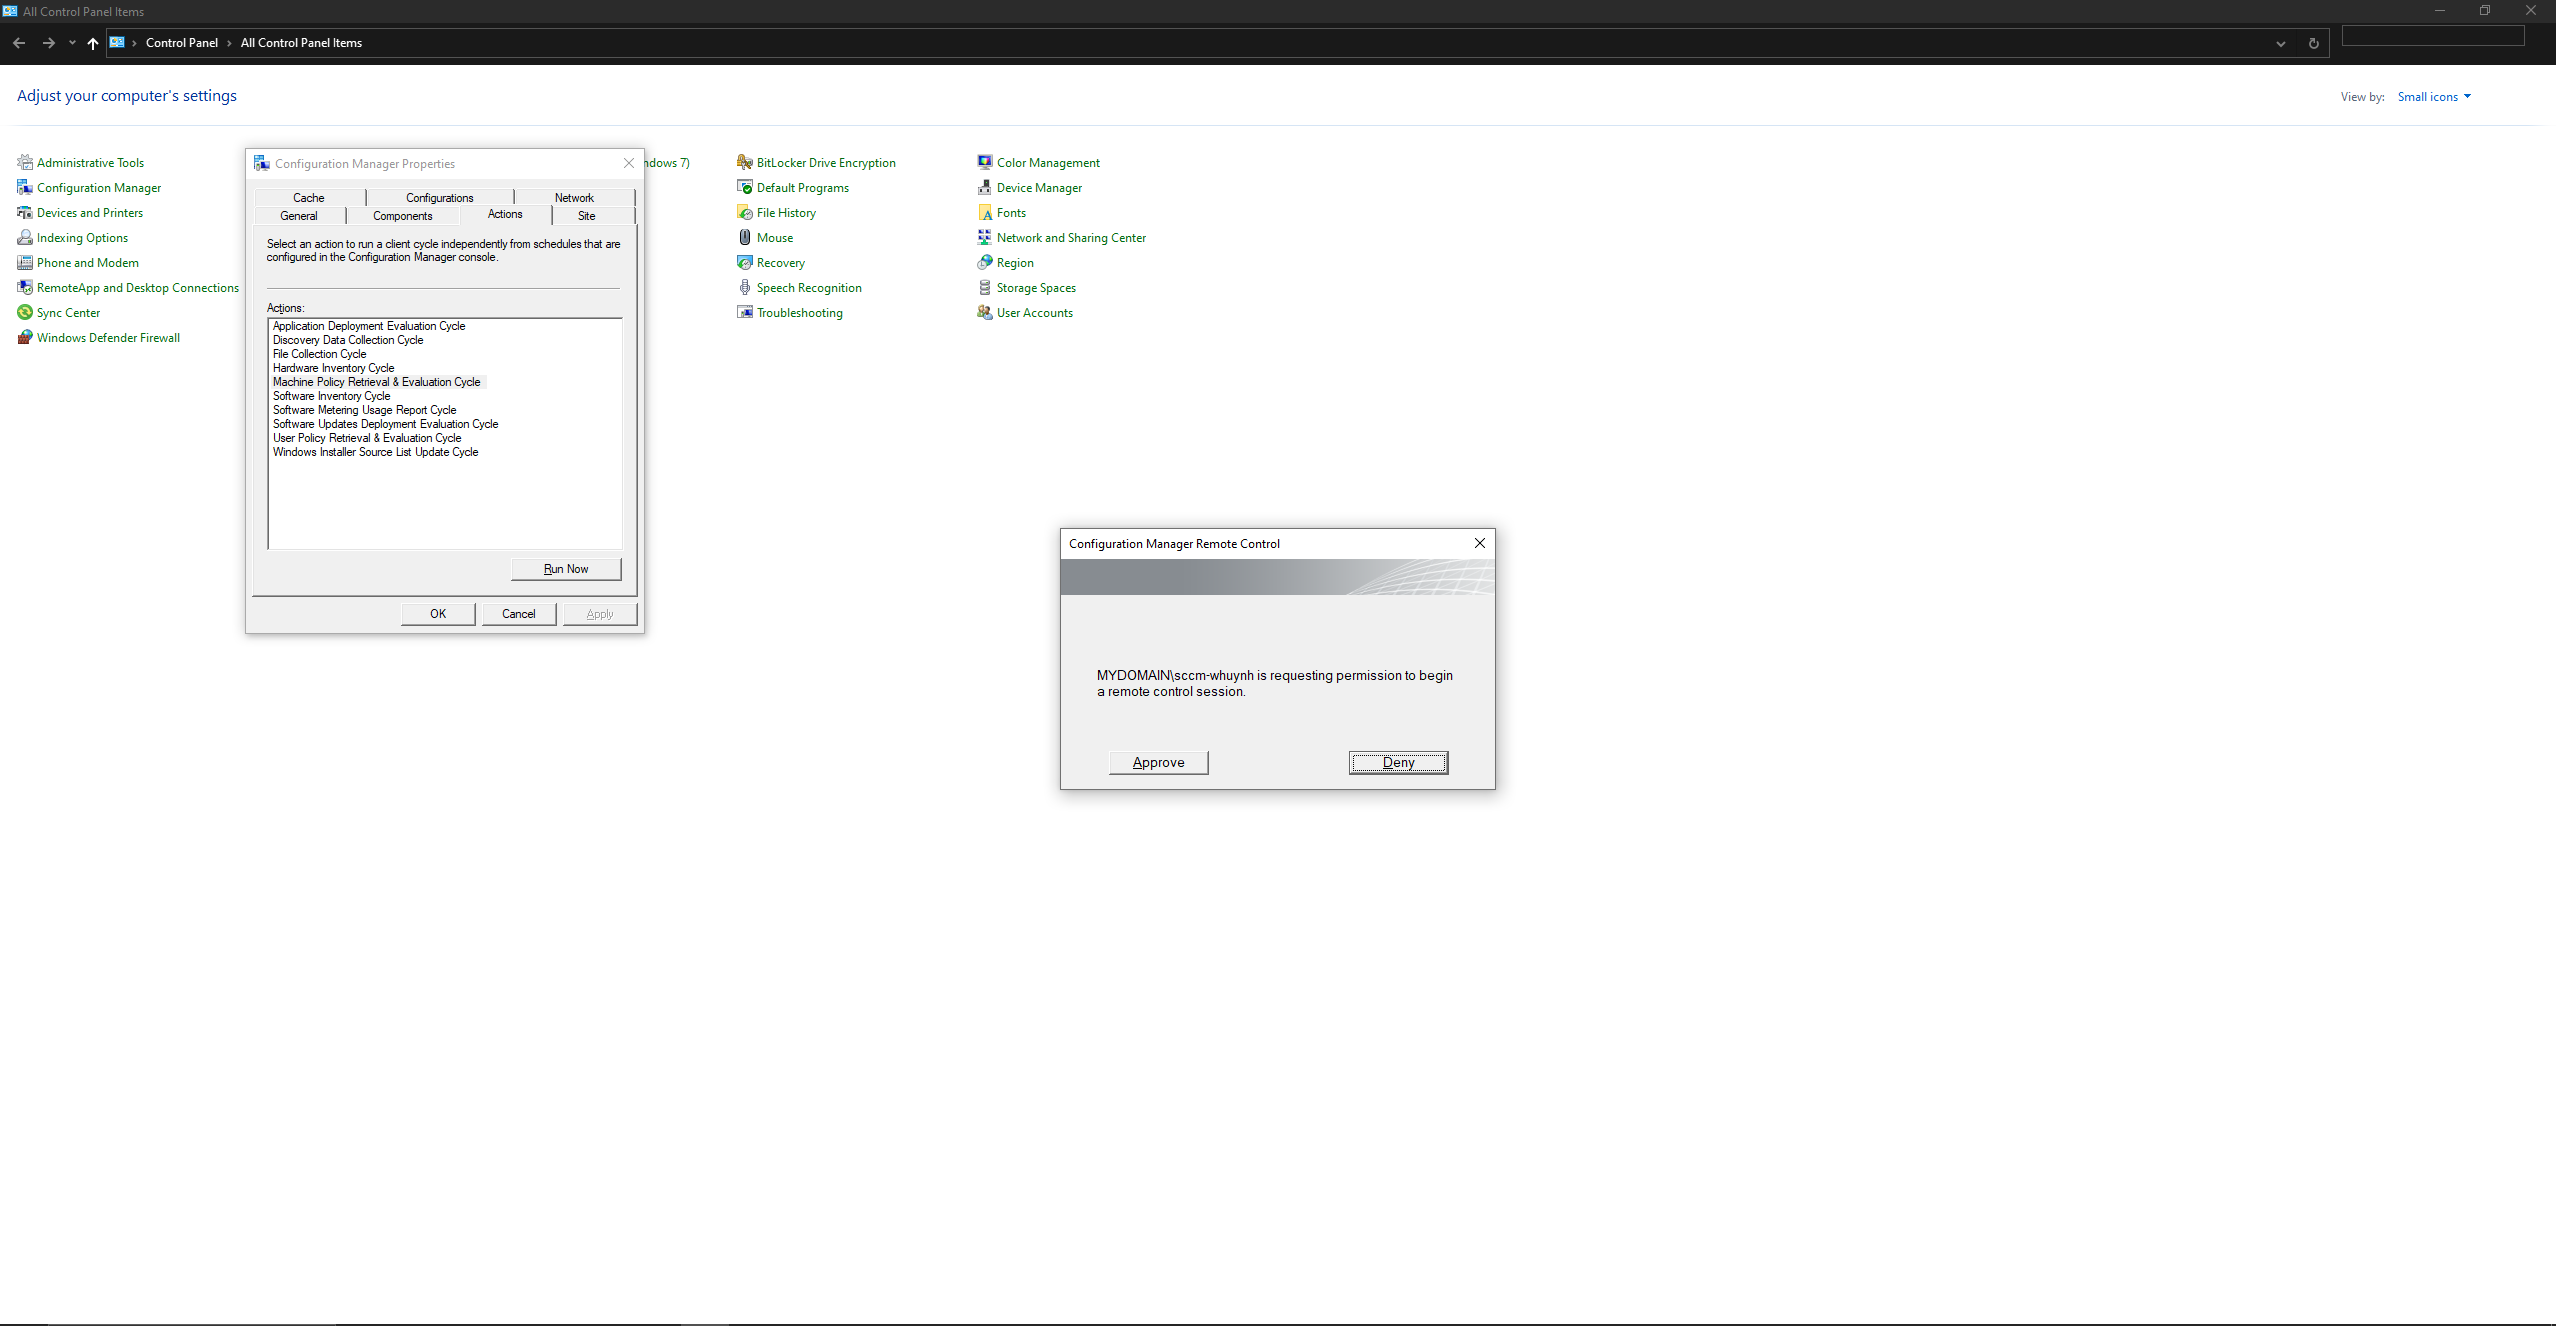 All Control Panel Items
Control Panel › All Control Panel Items
Adjust your computer's settings
View by: Small icons
Administrative Tools
Configuration Manager
Devices and Printers
Indexing Options
Phone and Modem
RemoteApp and Desktop Connections
Sync Center
Windows Defender Firewall
Configuration Manager Properties
Cache Configurations Network
General Components Actions Site
Select an action to run a client cycle independently from schedules that are
configured in the Configuration Manager console.
Actions:
Application Deployment Evaluation Cycle
Discovery Data Collection Cycle
File Collection Cycle
Hardware Inventory Cycle
Machine Policy Retrieval & Evaluation Cycle
Software Inventory Cycle
Software Metering Usage Report Cycle
Software Updates Deployment Evaluation Cycle
User Policy Retrieval & Evaluation Cycle
Windows Installer Source List Update Cycle
Run Now
OK Cancel Apply
ndows 7)
BitLocker Drive Encryption
Default Programs
File History
Mouse
Recovery
Speech Recognition
Troubleshooting
Color Management
Device Manager
Fonts
Network and Sharing Center
Region
Storage Spaces
User Accounts
Configuration Manager Remote Control
MYDOMAIN\sccm-whuynh is requesting permission to begin
a remote control session.
Approve Deny